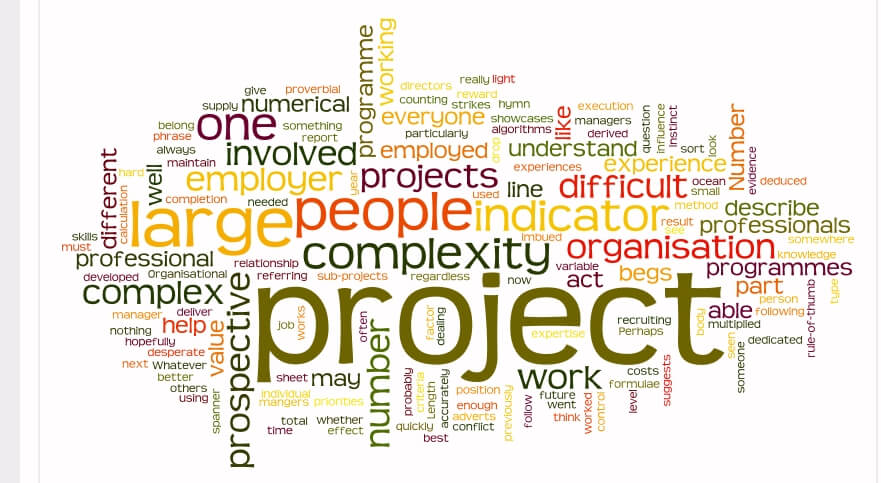 programme
working
directors
really
light
give
proverbial
counting
reward
supply
numerical
strikes
hymn
execution
belong
one
something
everyone
showcases
like
managers
question
influence
instinct
Number
phrase
report
particularly
algorithms
derived
look
always
involved
employed
drop
understand
sort
evidence
different
maintain
experiences
experience
hard
well
employer
year
projects
used
line
difficult
ocean
deduced
small
calculation
completion
needed
method
describe
large
people
indicator
result
see
professionals
skills
imbued
somewhere
must
complexity
organisation
professional
relationship
knowledge
developed
Organisational
referring
sub-projects
regardless
variable
act
begs
programmes
complex
now
part
type
project
person
manager
deliver
prospective
able
following
rule-of-thumb
nothing
help
value
job
works
often
factor
dealing
recruiting
body
multiplied
hopefully
number
expertise
Perhaps
seen
dedicated
desperate
someone
next
Whatever
costs
suggests
better
sheet
may
work
formulae
others
probably
criteria
Length
accurately
position
previously
using
spanner
individual
enough
follow
future
worked
control
level
mangers
priorities
adverts
went
total
whether
quickly
conflict
think
time
effect
best